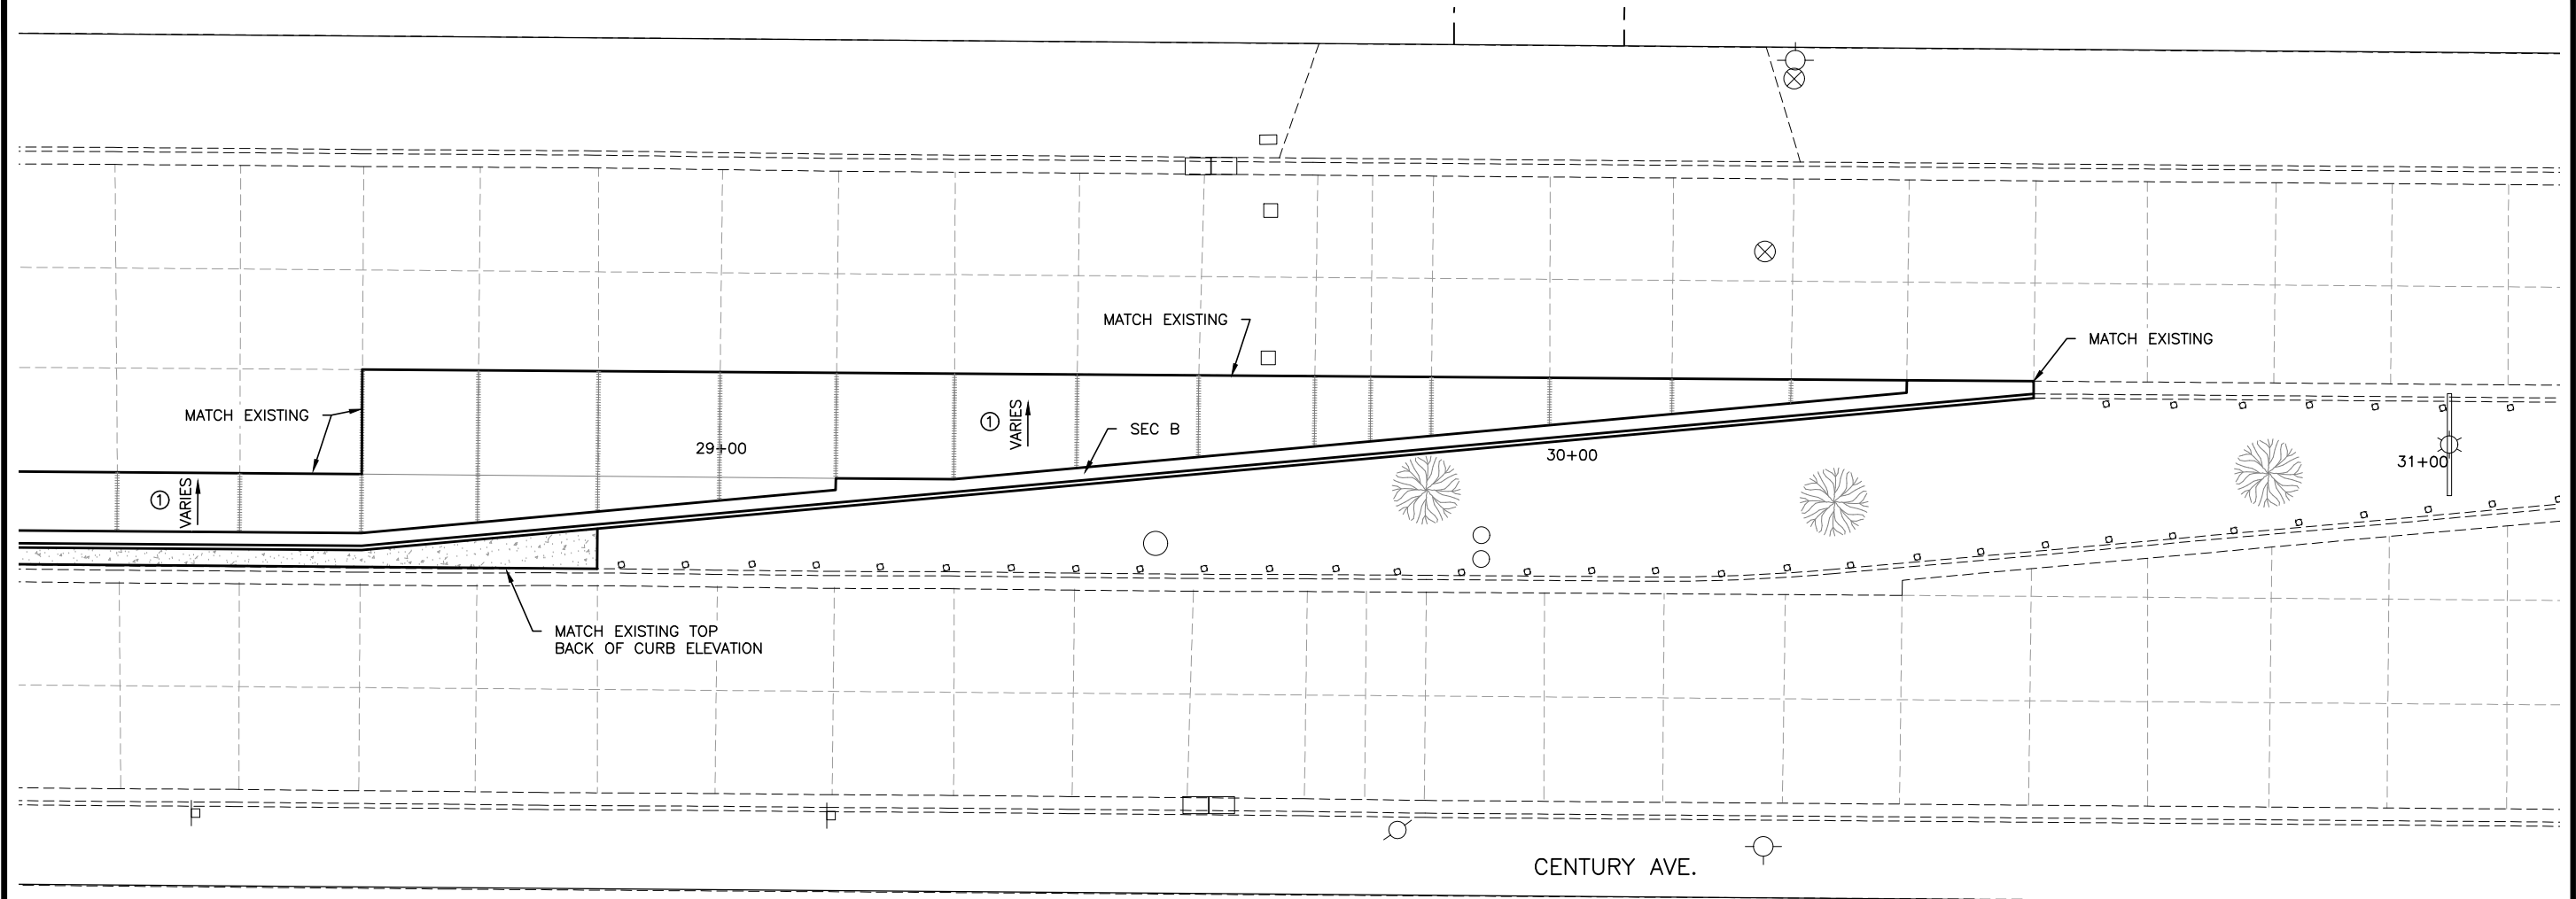 MATCH EXISTING
MATCH EXISTING
MATCH EXISTING
1
VARIES
SEC B
29+00
30+00
31+00
1
VARIES
MATCH EXISTING TOP
BACK OF CURB ELEVATION
CENTURY AVE.